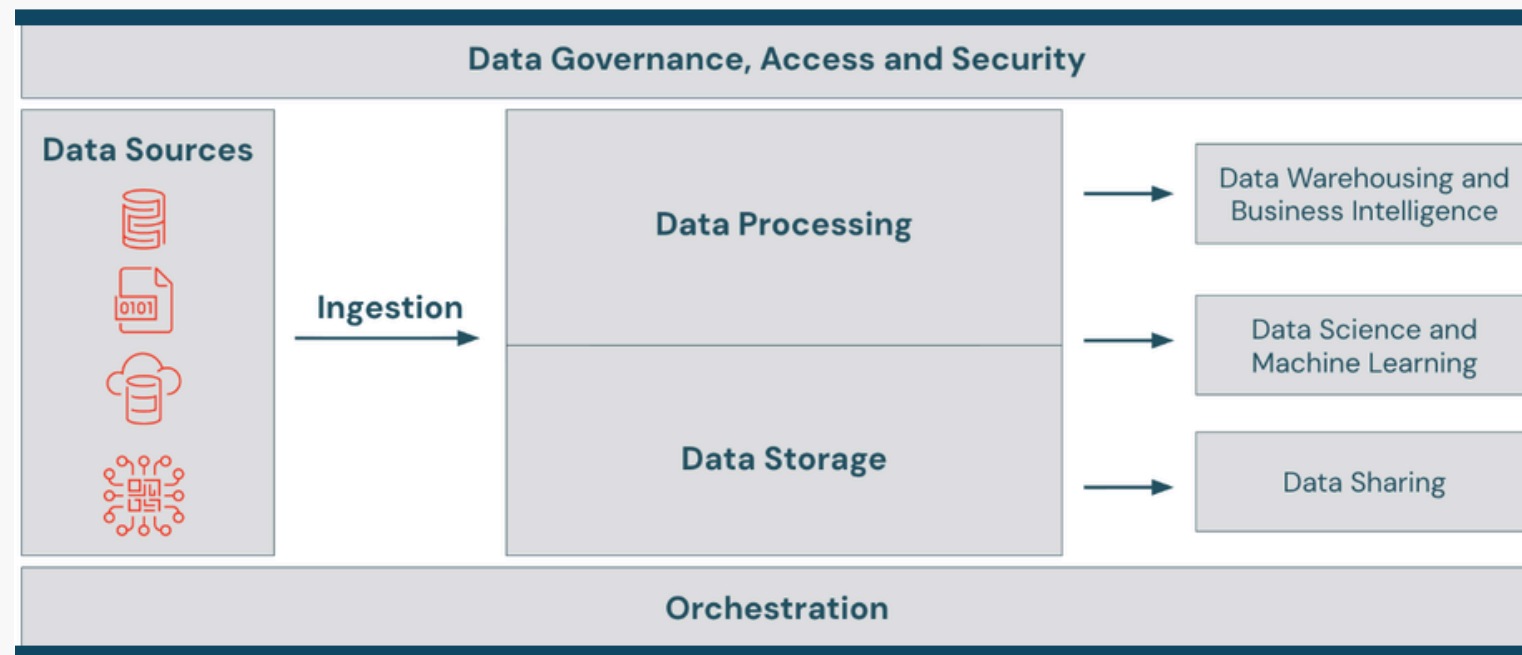 Data Governance, Access and Security
Data Sources
0101
Ingestion
Data Processing
Data Storage
Data Warehousing and
Business Intelligence
Data Science and
Machine Learning
Data Sharing
Orchestration